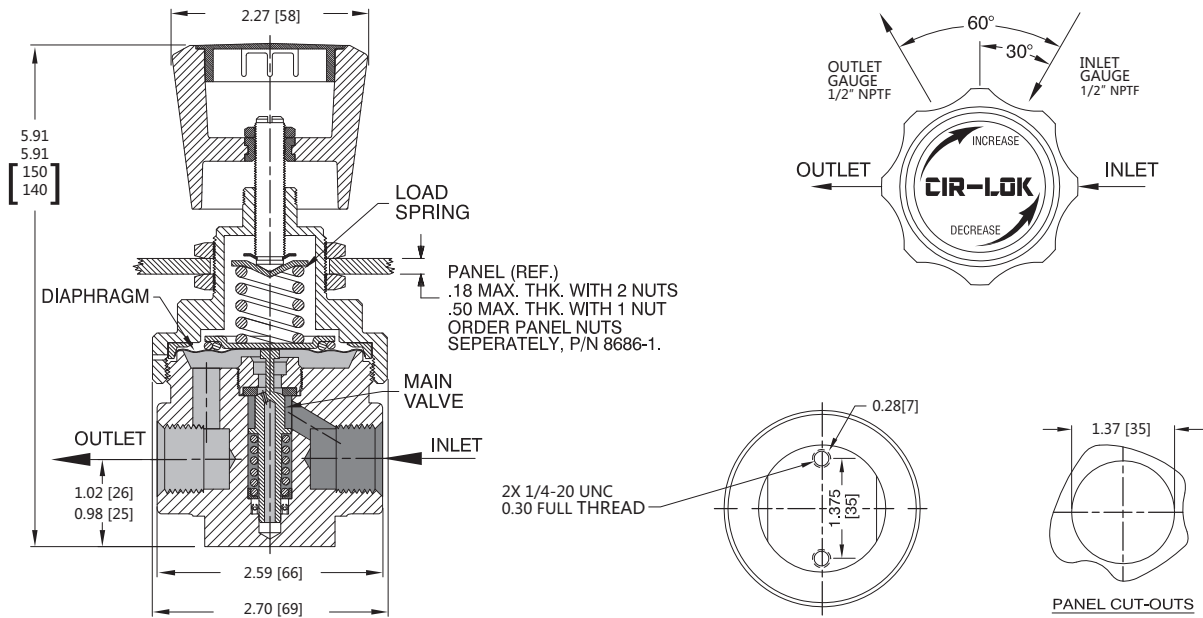 2.27 [58]
5.91
5.91
[150
140]
LOAD
SPRING
DIAPHRAGM
PANEL (REF.)
.18 MAX. THK. WITH 2 NUTS
.50 MAX. THK. WITH 1 NUT
ORDER PANEL NUTS
SEPERATELY, P/N 8686-1.
MAIN
VALVE
OUTLET
INLET
1.02 [26]
0.98 [25]
2.59 [66]
2.70 [69]
60°
30°
OUTLET
GAUGE
1/2" NPTF
INLET
GAUGE
1/2" NPTF
OUTLET
INLET
INCREASE
CIR-LOK
DECREASE
0.28[7]
2X 1/4-20 UNC
0.30 FULL THREAD
1.375
[35]
1.37 [35]
PANEL CUT-OUTS